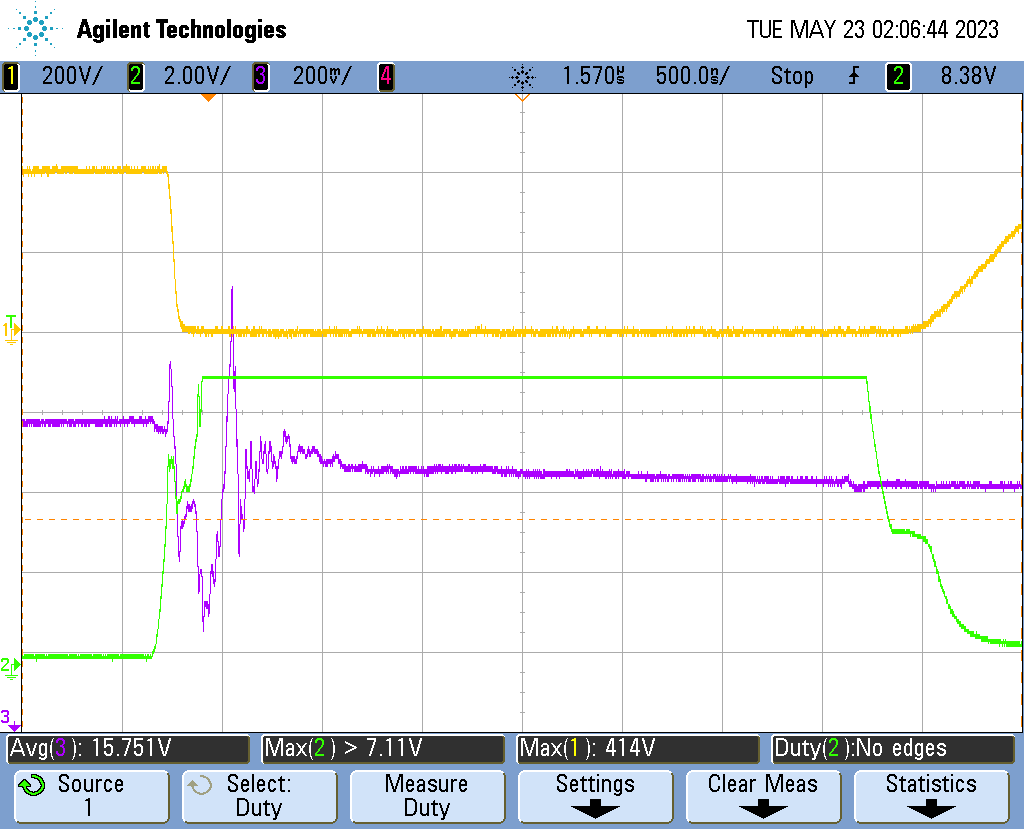 Agilent Technologies
TUE MAY 23 02:06:44 2023
1 200V/ 2 2.00V/ 3 200mV/ 4 1.570µs 500.0ns/ Stop 2 8.38V
T
1
2
3
Avg(3): 15.751V Max(2) > 7.11V Max(1): 414V Duty(2):No edges
Source
1
Select:
Duty
Measure
Duty
Settings
Clear Meas
Statistics